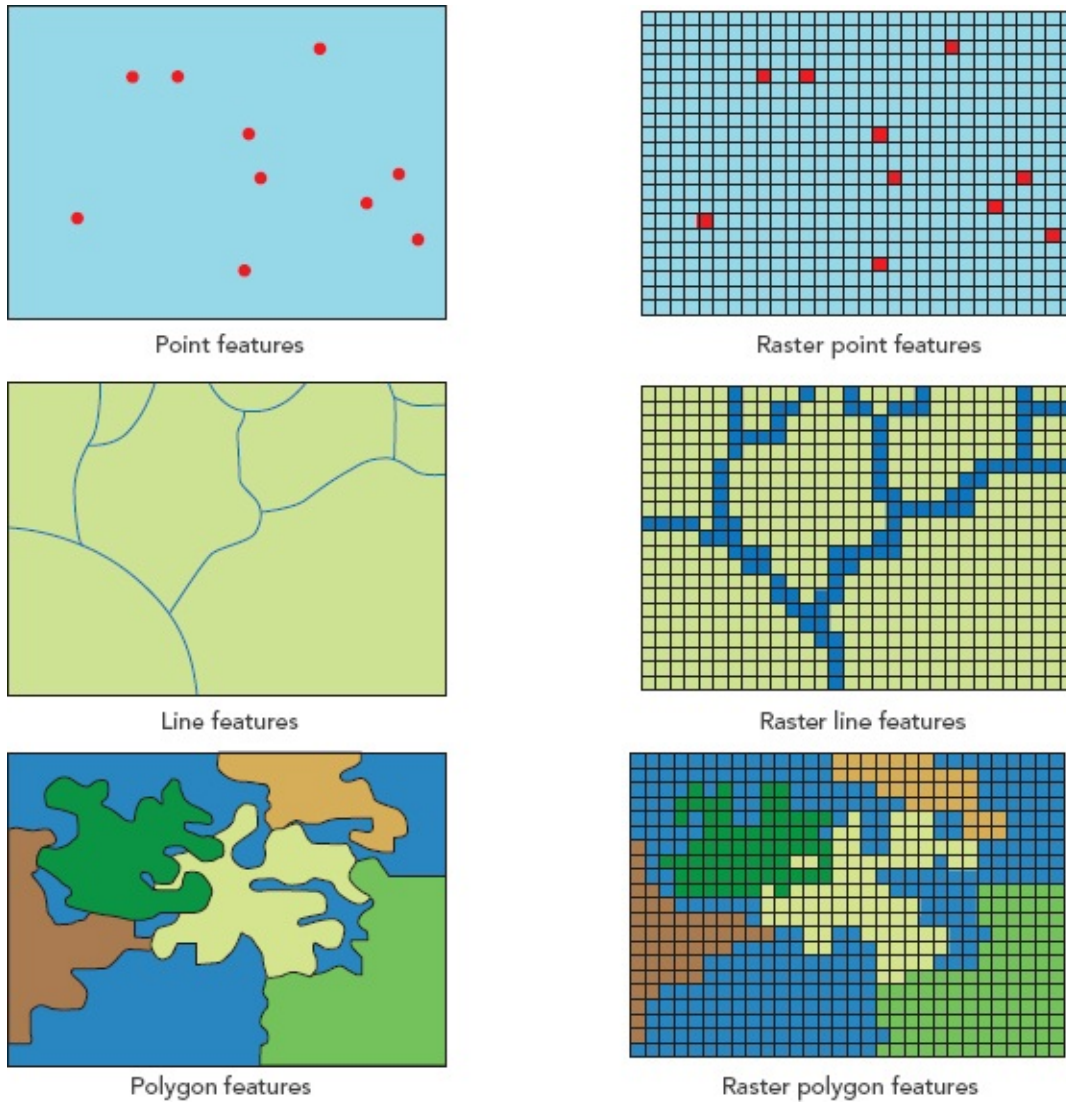 Point features
Raster point features
Line features
Raster line features
Polygon features
Raster polygon features